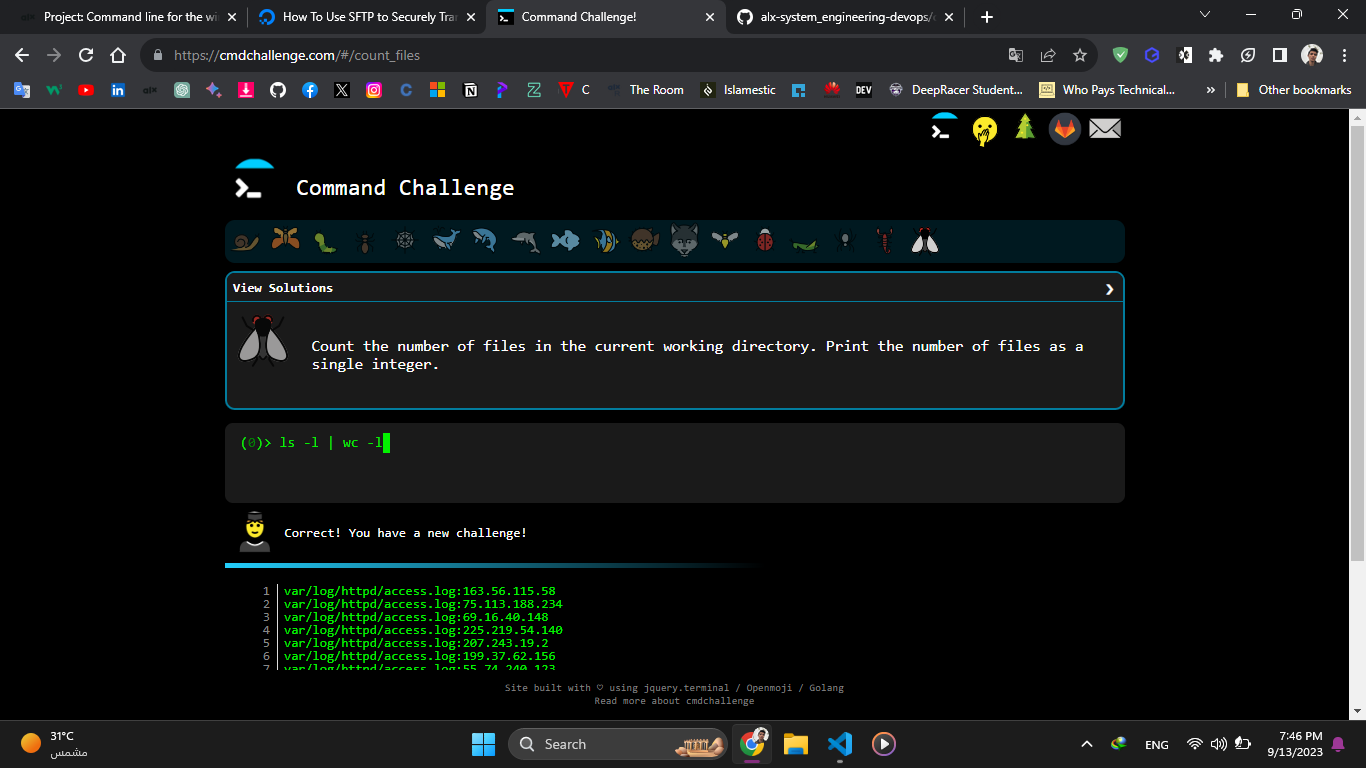 Project: Command line for the wi
How To Use SFTP to Securely Tra
Command Challenge!
alx-system_engineering-devops/c
https://cmdchallenge.com/#/count_files
alx
C
The Room
Islamestic
DEV
DeepRacer Student...
Who Pays Technical...
»
Other bookmarks
Command Challenge
View Solutions
Count the number of files in the current working directory. Print the number of files as a
single integer.
(0)> ls -l | wc -l
Correct! You have a new challenge!
1 var/log/httpd/access.log:163.56.115.58
2 var/log/httpd/access.log:75.113.188.234
3 var/log/httpd/access.log:69.16.40.148
4 var/log/httpd/access.log:225.219.54.140
5 var/log/httpd/access.log:207.243.19.2
6 var/log/httpd/access.log:199.37.62.156
7 var/log/httpd/access.log:55.74.240.123
Site built with ♡ using jquery.terminal / Openmoji / Golang
Read more about cmdchallenge
31°C
مشمس
Search
ENG
7:46 PM
9/13/2023